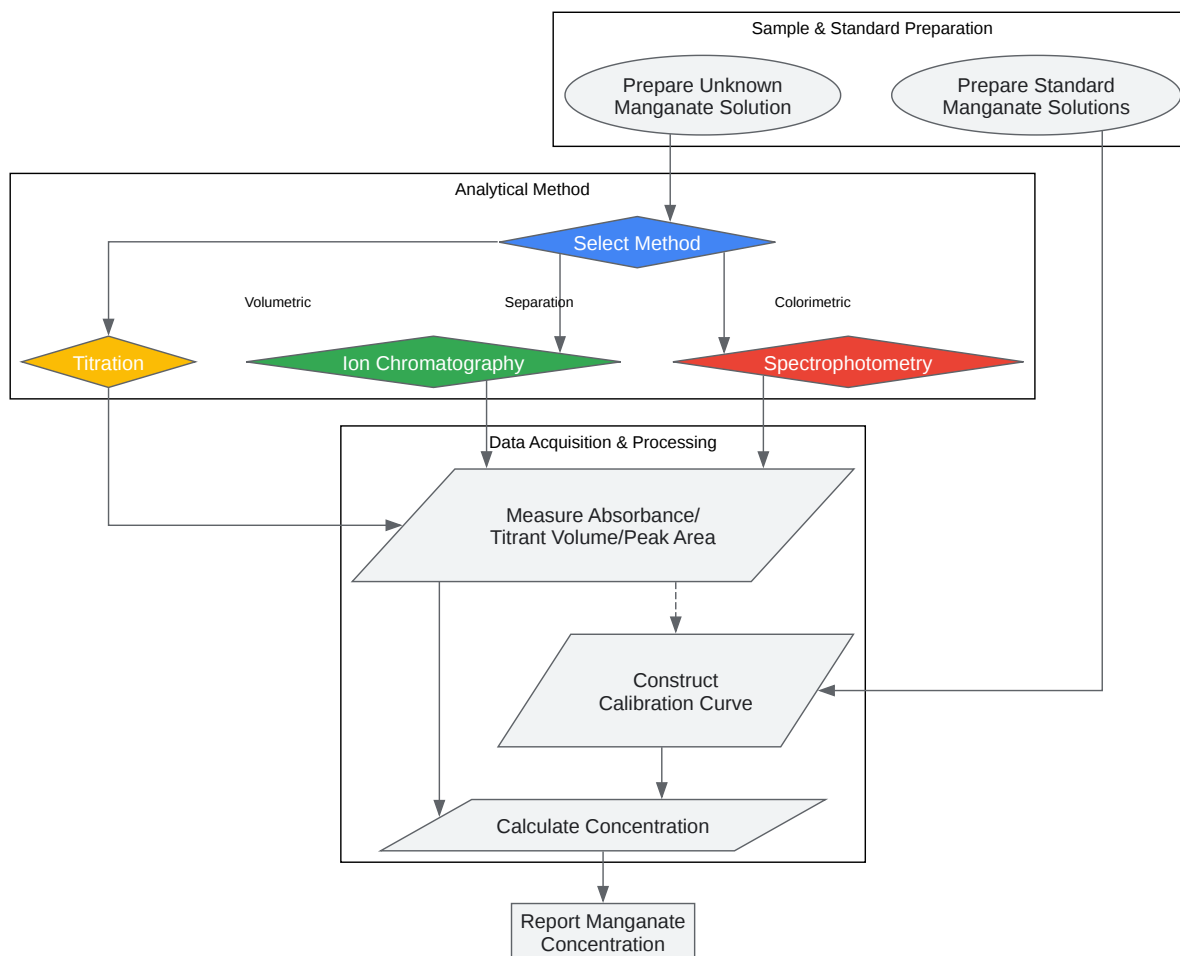 Sample & Standard Preparation
Prepare Unknown
Manganate Solution
Prepare Standard
Manganate Solutions
Analytical Method
Select Method
Volumetric
Separation
Colorimetric
Titration
Ion Chromatography
Spectrophotometry
Data Acquisition & Processing
Measure Absorbance/
Titrant Volume/Peak Area
Construct
Calibration Curve
Calculate Concentration
Report Manganate
Concentration